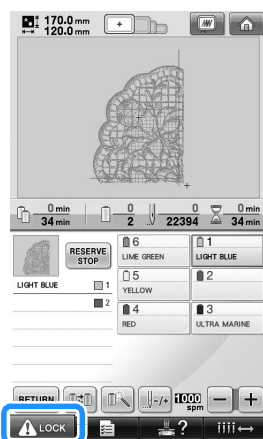 170.0 mm
120.0 mm
0 min
34 min
0
2
0
22394
0 min
34 min
RESERVE STOP
LIGHT BLUE 1
2
6 LIME GREEN
1 LIGHT BLUE
5 YELLOW
2
4 RED
3 ULTRA MARINE
RETURN
-/+
1000 spm
- +
LOCK
?